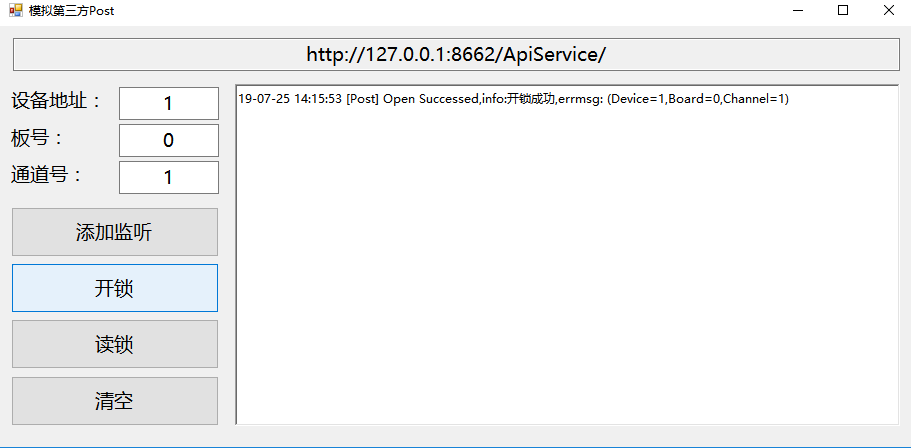 模拟第三方Post
http://127.0.0.1:8662/ApiService/
设备地址： 1
板号： 0
通道号： 1
添加监听
开锁
读锁
清空
19-07-25 14:15:53 [Post] Open Successed,info:开锁成功,errmsg: (Device=1,Board=0,Channel=1)